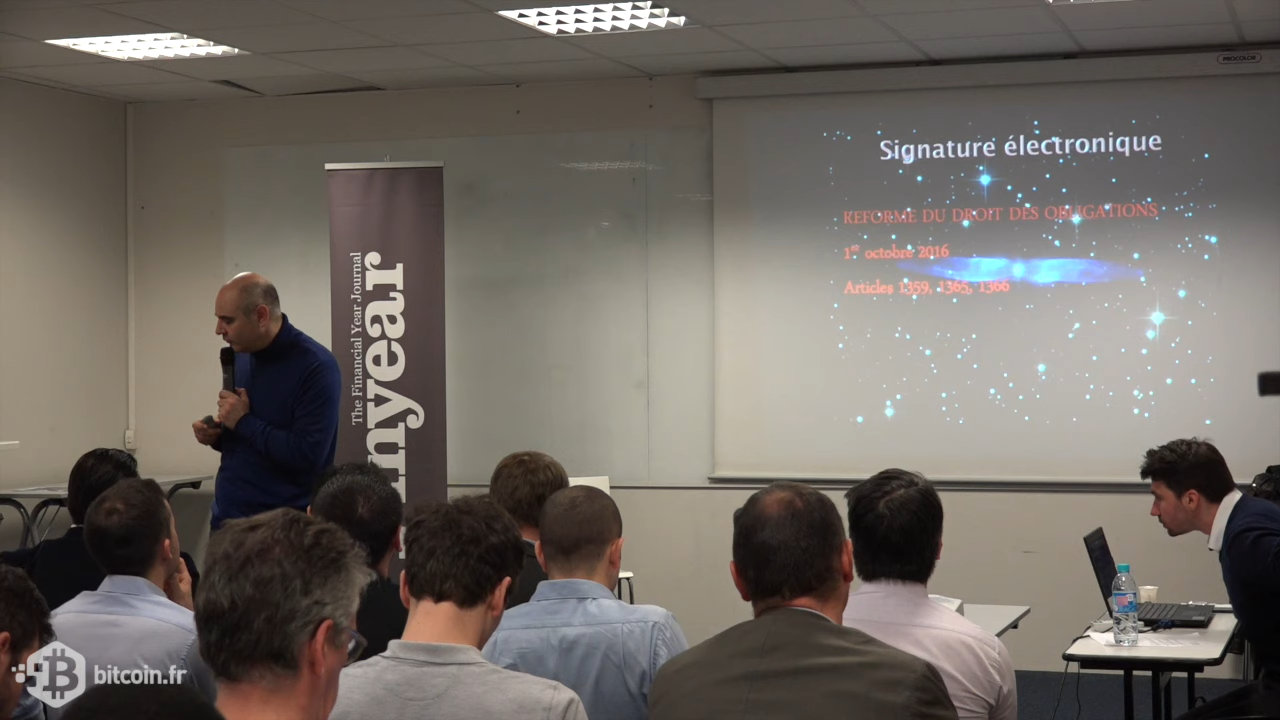 PROCOLOR
Signature électronique
REFORME DU DROIT DES OBLIGATIONS
1er octobre 2016
Articles 1359, 1365, 1366
The Financial Year Journal
nyear
bitcoin.fr